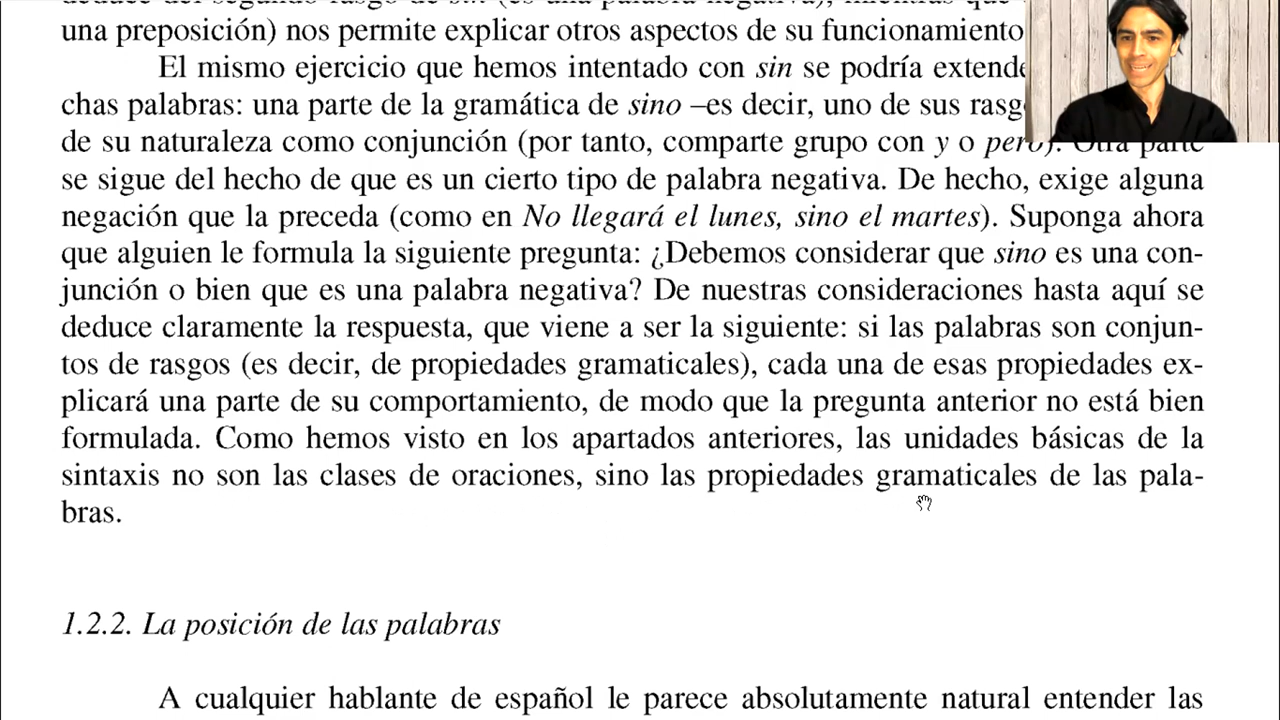 una preposición) nos permite explicar otros aspectos de su funcionamiento
El mismo ejercicio que hemos intentado con sin se podría
chas palabras: una parte de la gramática de sino –es decir, uno de sus
de su naturaleza como conjunción (por tanto, comparte grupo con y o pero). Otra parte
se sigue del hecho de que es un cierto tipo de palabra negativa. De hecho, exige alguna
negación que la preceda (como en No llegará el lunes, sino el martes). Suponga ahora
que alguien le formula la siguiente pregunta: ¿Debemos considerar que sino es una con-
junción o bien que es una palabra negativa? De nuestras consideraciones hasta aquí se
deduce claramente la respuesta, que viene a ser la siguiente: si las palabras son conjun-
tos de rasgos (es decir, de propiedades gramaticales), cada una de esas propiedades ex-
plicará una parte de su comportamiento, de modo que la pregunta anterior no está bien
formulada. Como hemos visto en los apartados anteriores, las unidades básicas de la
sintaxis no son las clases de oraciones, sino las propiedades gramaticales de las pala-
bras.
1.2.2. La posición de las palabras
A cualquier hablante de español le parece absolutamente natural entender las